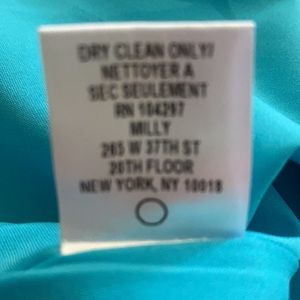 DRY CLEAN ONLY/
NETTOYER A
SEC SEULEMENT
RN 104297
MILLY
265 W 37TH ST
20TH FLOOR
NEW YORK, NY 10018